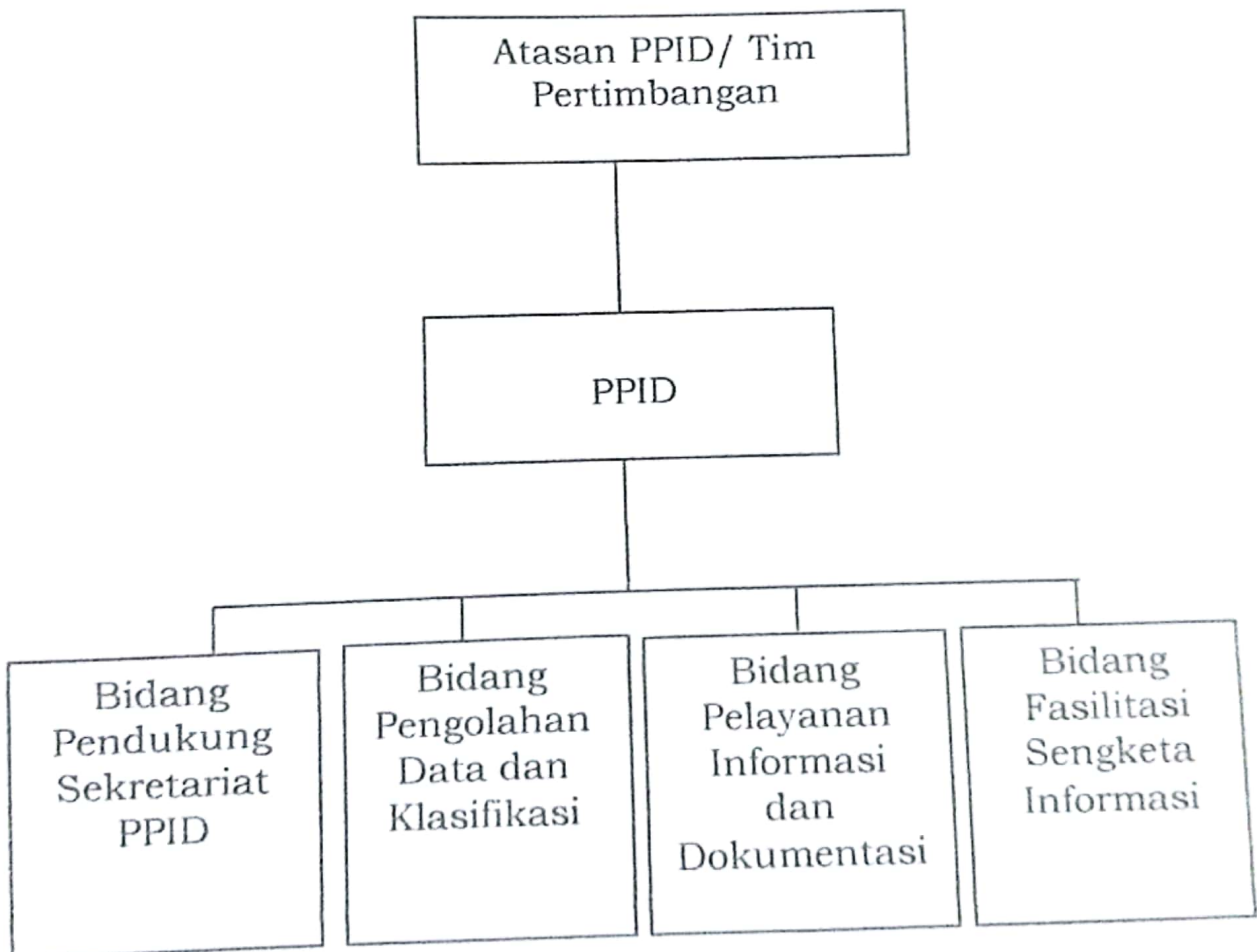 Atasan PPID/ Tim
Pertimbangan
PPID
Bidang
Pendukung
Sekretariat
PPID
Bidang
Pengolahan
Data dan
Klasifikasi
Bidang
Pelayanan
Informasi
dan
Dokumentasi
Bidang
Fasilitasi
Sengketa
Informasi